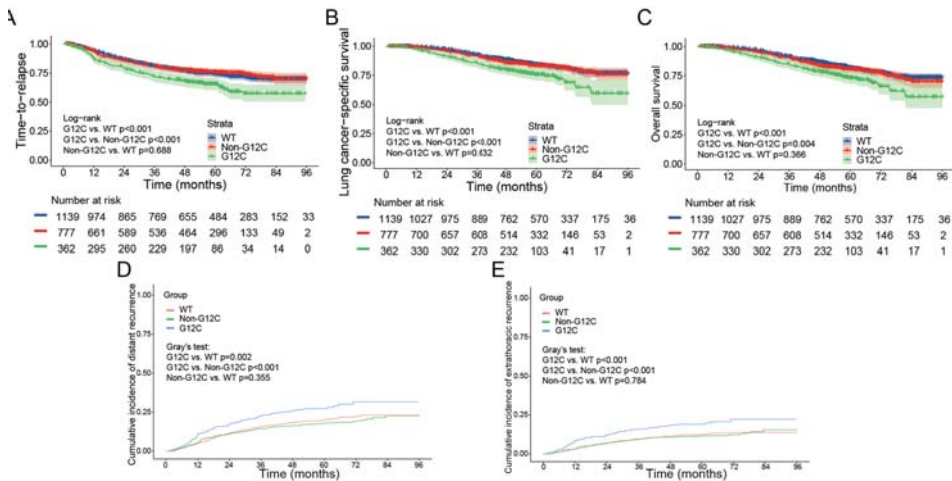 A
Time-to-relapse
1.00
0.75
0.50
0.25
0.00
Log-rank
G12C vs. WT p<0.001
G12C vs. Non-G12C p<0.001
Non-G12C vs. WT p=0.688
Strata
WT
Non-G12C
G12C
0 12 24 36 48 60 72 84 96
Time (months)
Number at risk
1139 974 865 769 655 484 283 152 33
777 661 589 536 464 296 133 49 2
362 295 260 229 197 86 34 14 0
B
Lung cancer-specific survival
1.00
0.75
0.50
0.25
0.00
Log-rank
G12C vs. WT p<0.001
G12C vs. Non-G12C p<0.001
Non-G12C vs. WT p=0.632
Strata
WT
Non-G12C
G12C
0 12 24 36 48 60 72 84 96
Time (months)
Number at risk
1139 1027 975 889 762 570 337 175 36
777 700 657 608 514 332 146 53 2
362 330 302 273 232 103 41 17 1
C
Overall survival
1.00
0.75
0.50
0.25
0.00
Log-rank
G12C vs. WT p<0.001
G12C vs. Non-G12C p=0.004
Non-G12C vs. WT p=0.366
Strata
WT
Non-G12C
G12C
0 12 24 36 48 60 72 84 96
Time (months)
Number at risk
1139 1027 975 889 762 570 337 175 36
777 700 657 608 514 332 146 53 2
362 330 302 273 232 103 41 17 1
D
Cumulative incidence of distant recurrence
1.00
0.75
0.50
0.25
0.00
Group
WT
Non-G12C
G12C
Gray's test:
G12C vs. WT p=0.002
G12C vs. Non-G12C p<0.001
Non-G12C vs. WT p=0.355
0 12 24 36 48 60 72 84 96
Time (months)
E
Cumulative incidence of extrathoracic recurrence
1.00
0.75
0.50
0.25
0.00
Group
WT
Non-G12C
G12C
Gray's test:
G12C vs. WT p<0.001
G12C vs. Non-G12C p<0.001
Non-G12C vs. WT p=0.784
0 12 24 36 48 60 72 84 96
Time (months)